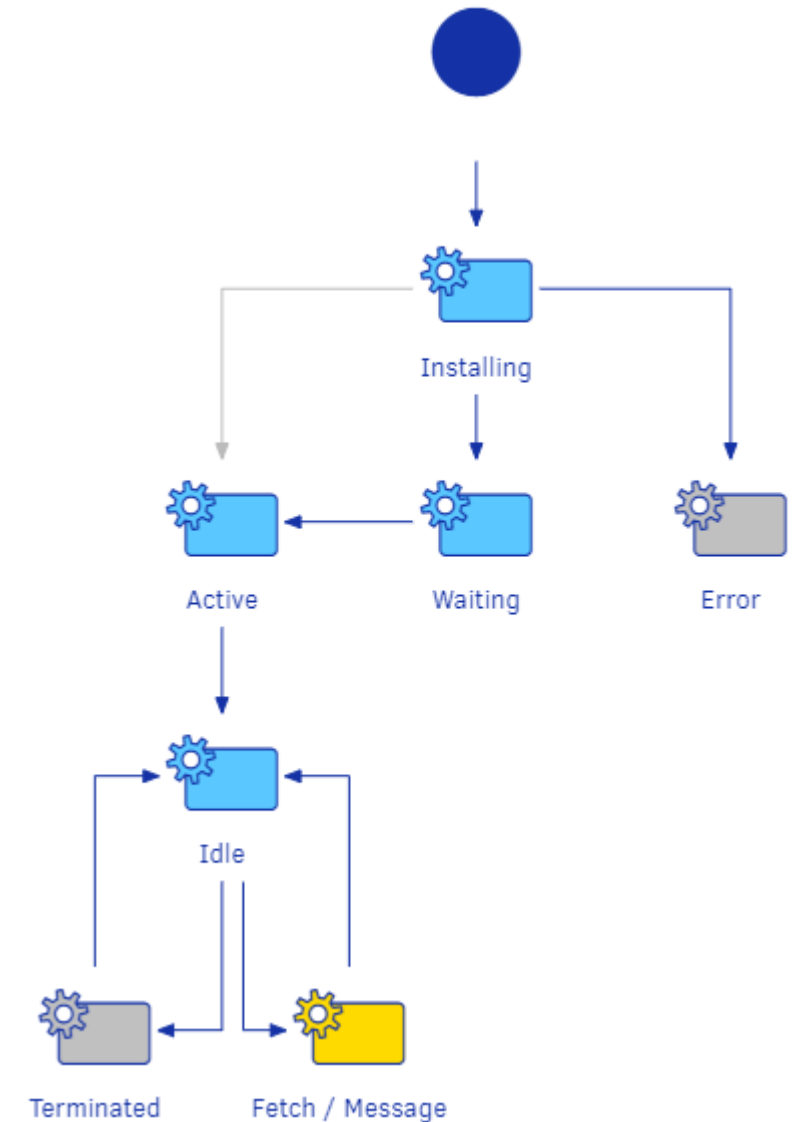 Installing
Active
Waiting
Error
Idle
Terminated
Fetch / Message